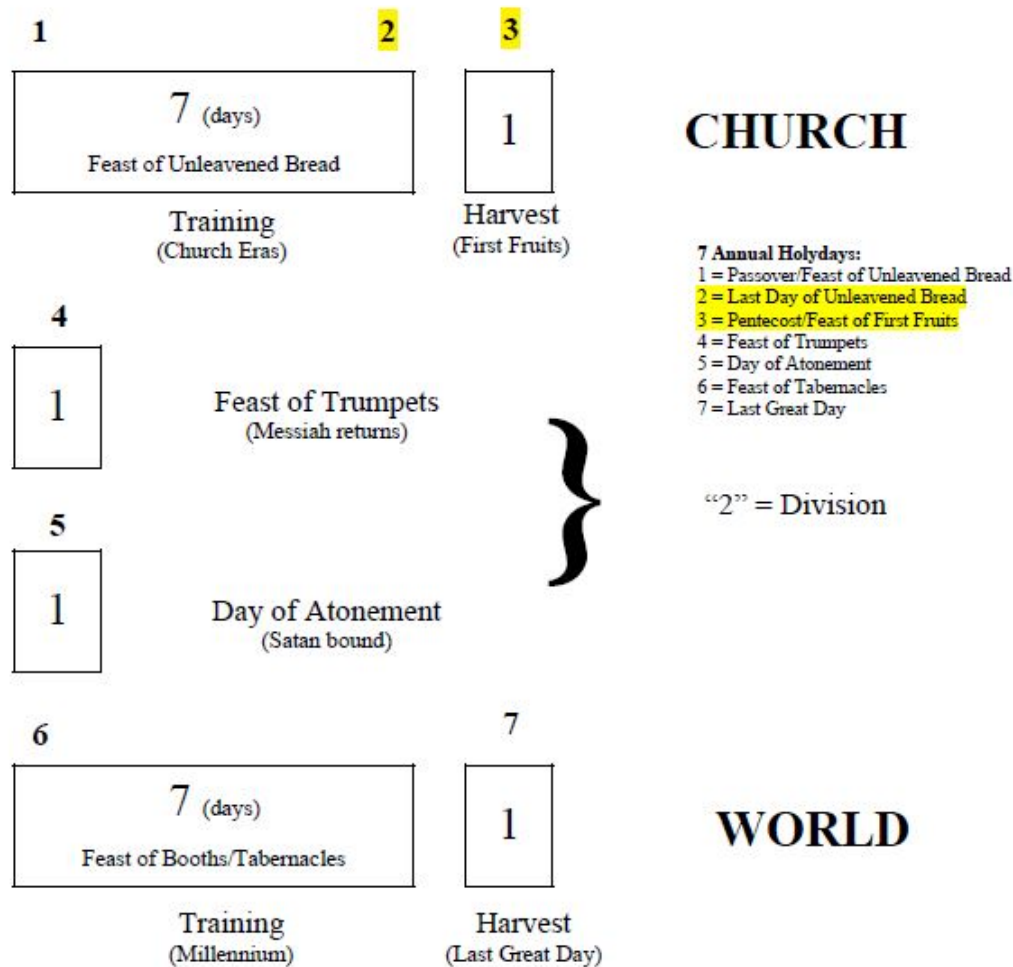 1
2
3
7 (days)
Feast of Unleavened Bread
1
CHURCH
Training
(Church Eras)
Harvest
(First Fruits)
7 Annual Holydays:
1 = Passover/Feast of Unleavened Bread
2 = Last Day of Unleavened Bread
3 = Pentecost/Feast of First Fruits
4 = Feast of Trumpets
5 = Day of Atonement
6 = Feast of Tabernacles
7 = Last Great Day
4
1
Feast of Trumpets
(Messiah returns)
}
“2” = Division
5
1
Day of Atonement
(Satan bound)
6
7
7 (days)
Feast of Booths/Tabernacles
1
WORLD
Training
(Millennium)
Harvest
(Last Great Day)